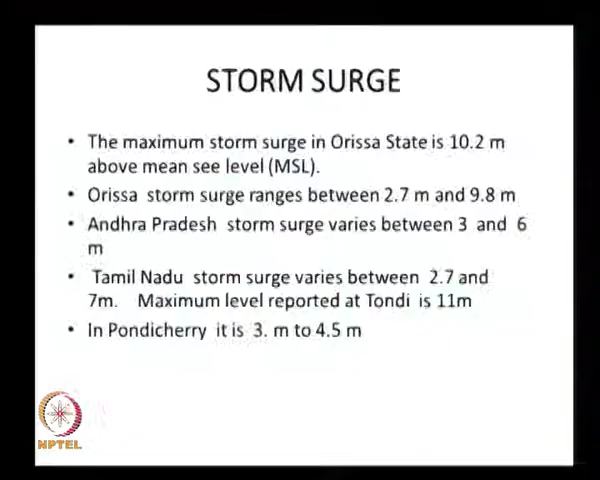 STORM SURGE
• The maximum storm surge in Orissa State is 10.2 m
above mean see level (MSL).
• Orissa storm surge ranges between 2.7 m and 9.8 m
• Andhra Pradesh storm surge varies between 3 and 6
m
• Tamil Nadu storm surge varies between 2.7 and
7m. Maximum level reported at Tondi is 11m
• In Pondicherry it is 3. m to 4.5 m
NPTEL